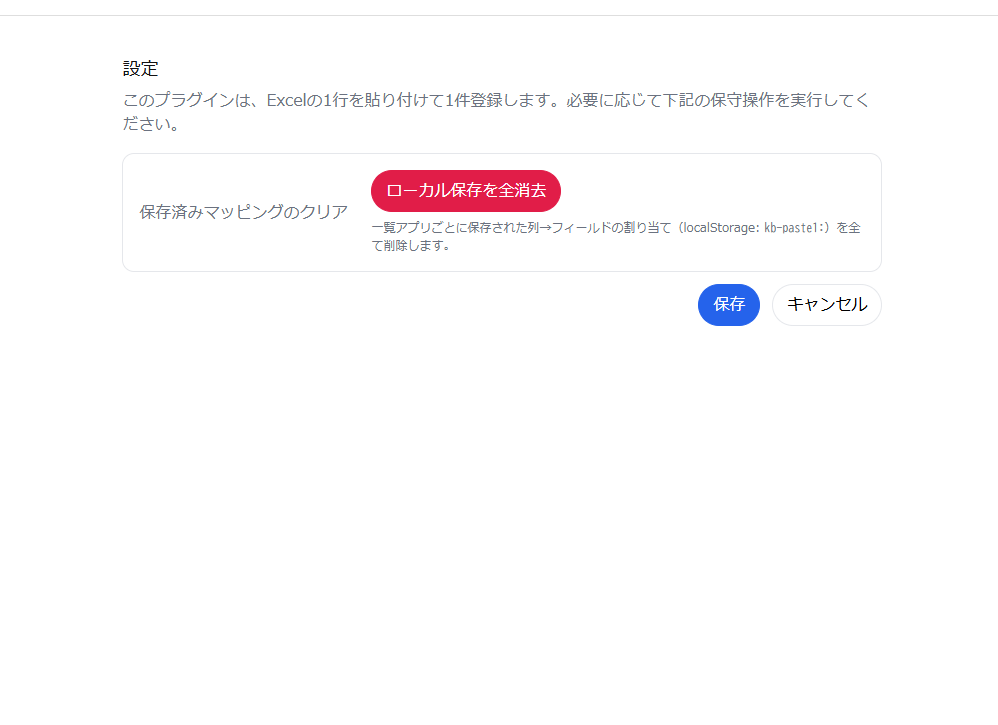 設定
このプラグインは、Excelの1行を貼り付けて1件登録します。必要に応じて下記の保守操作を実行してく
ださい。
保存済みマッピングのクリア
ローカル保存を全消去
一覧アプリごとに保存された列→フィールドの割り当て（localStorage: kb-paste1:）を全
て削除します。
保存
キャンセル